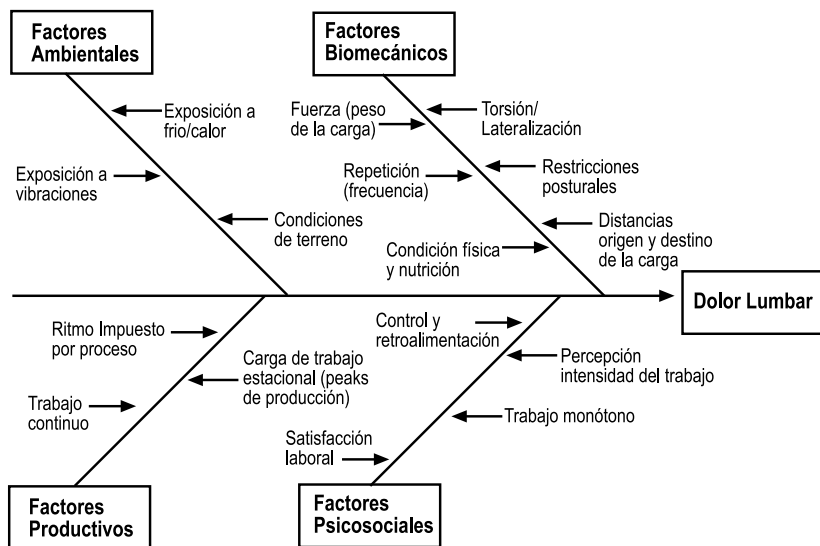 Factores
Ambientales
Factores
Biomecánicos
Exposición a
frio/calor
Exposición a
vibraciones
Condiciones
de terreno
Fuerza (peso
de la carga)
Torsión/
Lateralización
Repetición
(frecuencia)
Restricciones
posturales
Distancias
origen y destino
de la carga
Condición física
y nutrición
Dolor Lumbar
Ritmo Impuesto
por proceso
Carga de trabajo
estacional (peaks
de producción)
Trabajo
continuo
Control y
retroalimentación
Percepción
intensidad del trabajo
Trabajo monótono
Satisfacción
laboral
Factores
Productivos
Factores
Psicosociales